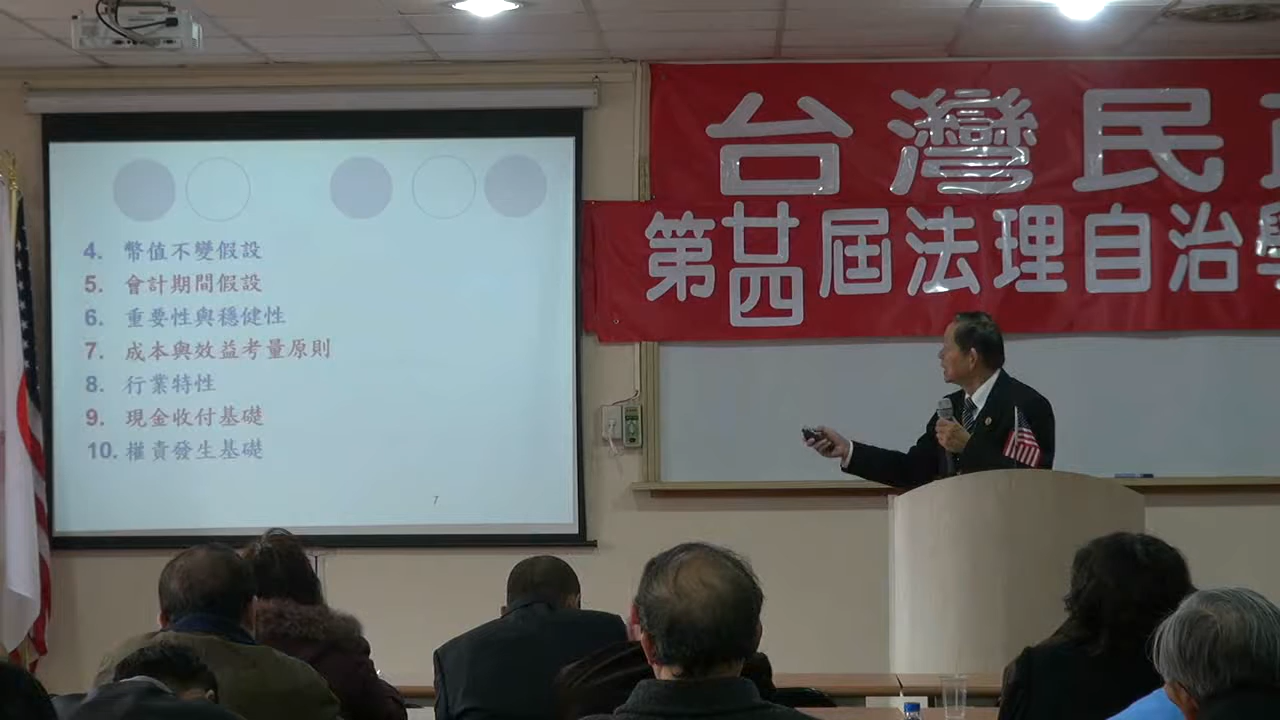 台灣民
第廿四屆法理自治學
4. 幣值不變假設
5. 會計期間假設
6. 重要性與穩健性
7. 成本與效益考量原則
8. 行業特性
9. 現金收付基礎
10. 權責發生基礎
7